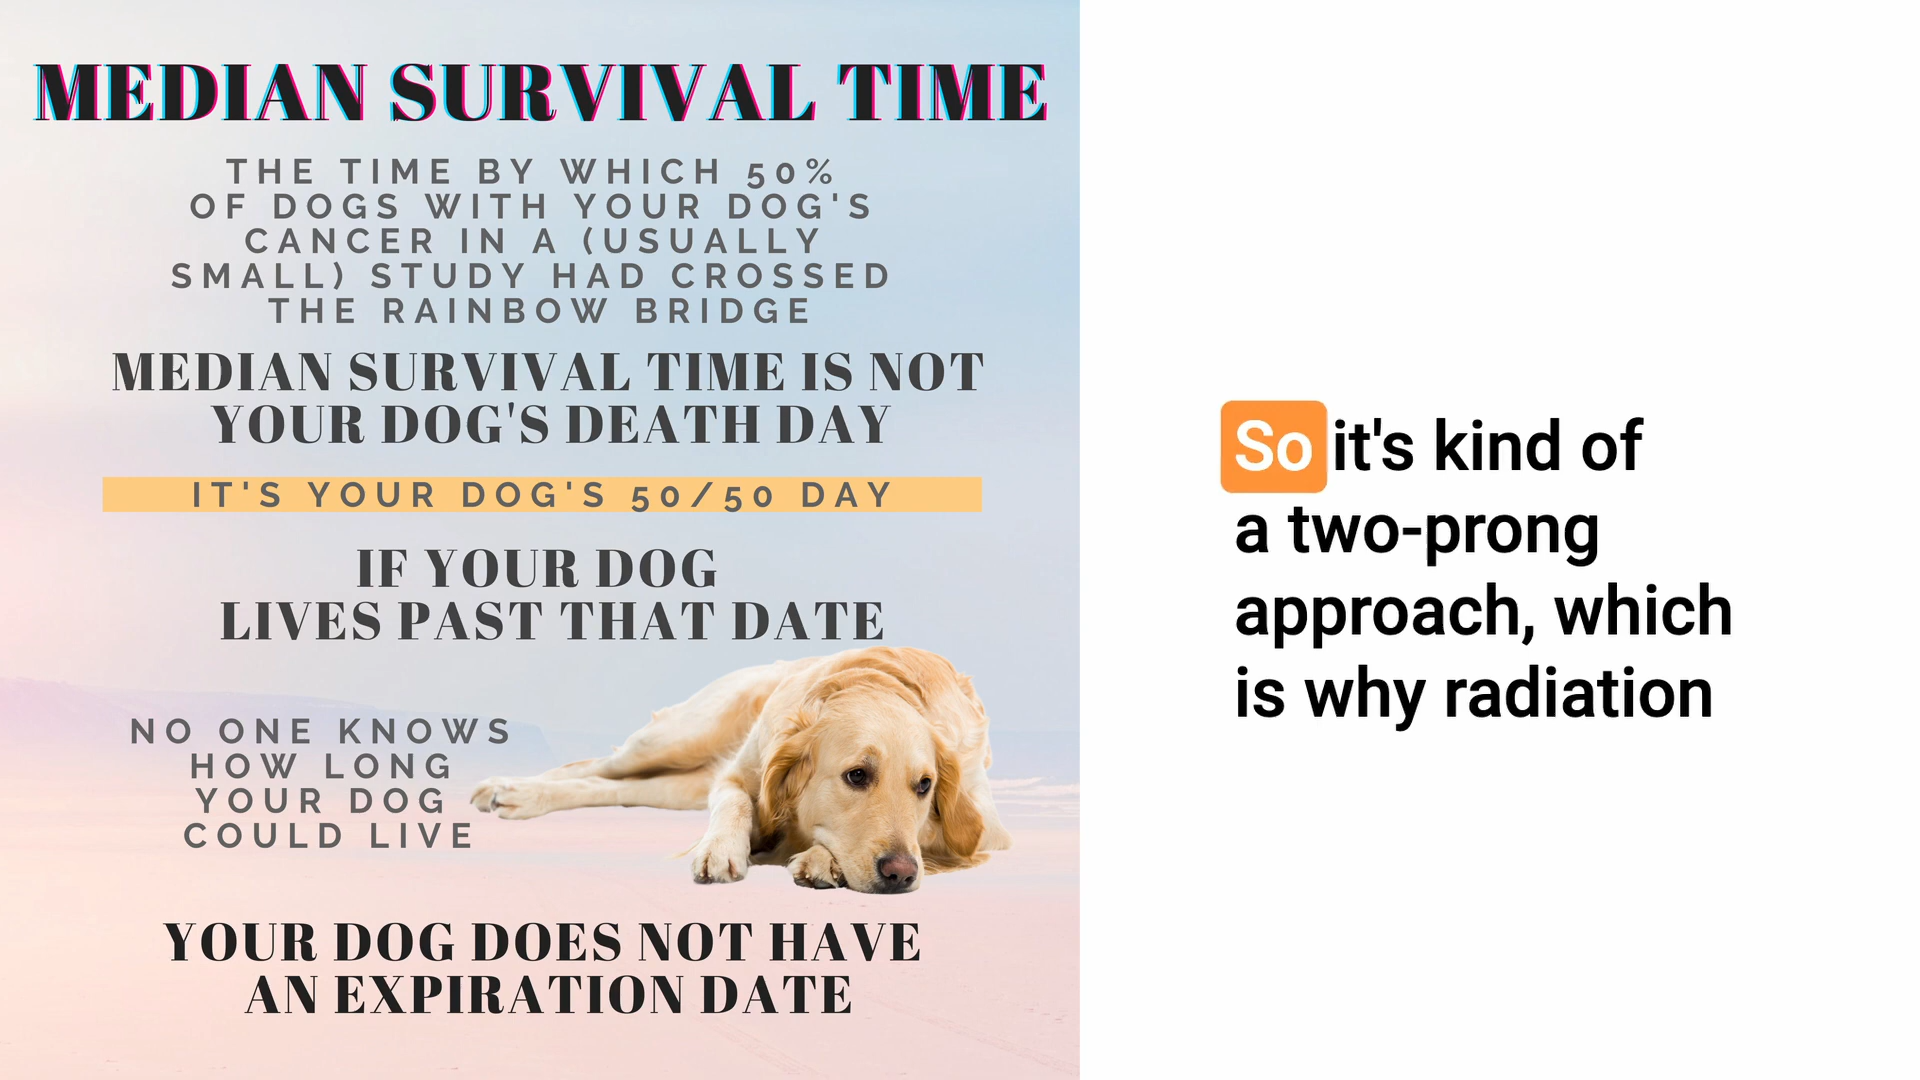 MEDIAN SURVIVAL TIME
THE TIME BY WHICH 50%
OF DOGS WITH YOUR DOG'S
CANCER IN A (USUALLY
SMALL) STUDY HAD CROSSED
THE RAINBOW BRIDGE
MEDIAN SURVIVAL TIME IS NOT
YOUR DOG'S DEATH DAY
IT'S YOUR DOG'S 50/50 DAY
IF YOUR DOG
LIVES PAST THAT DATE
NO ONE KNOWS
HOW LONG
YOUR DOG
COULD LIVE
YOUR DOG DOES NOT HAVE
AN EXPIRATION DATE
So it's kind of
a two-prong
approach, which
is why radiation